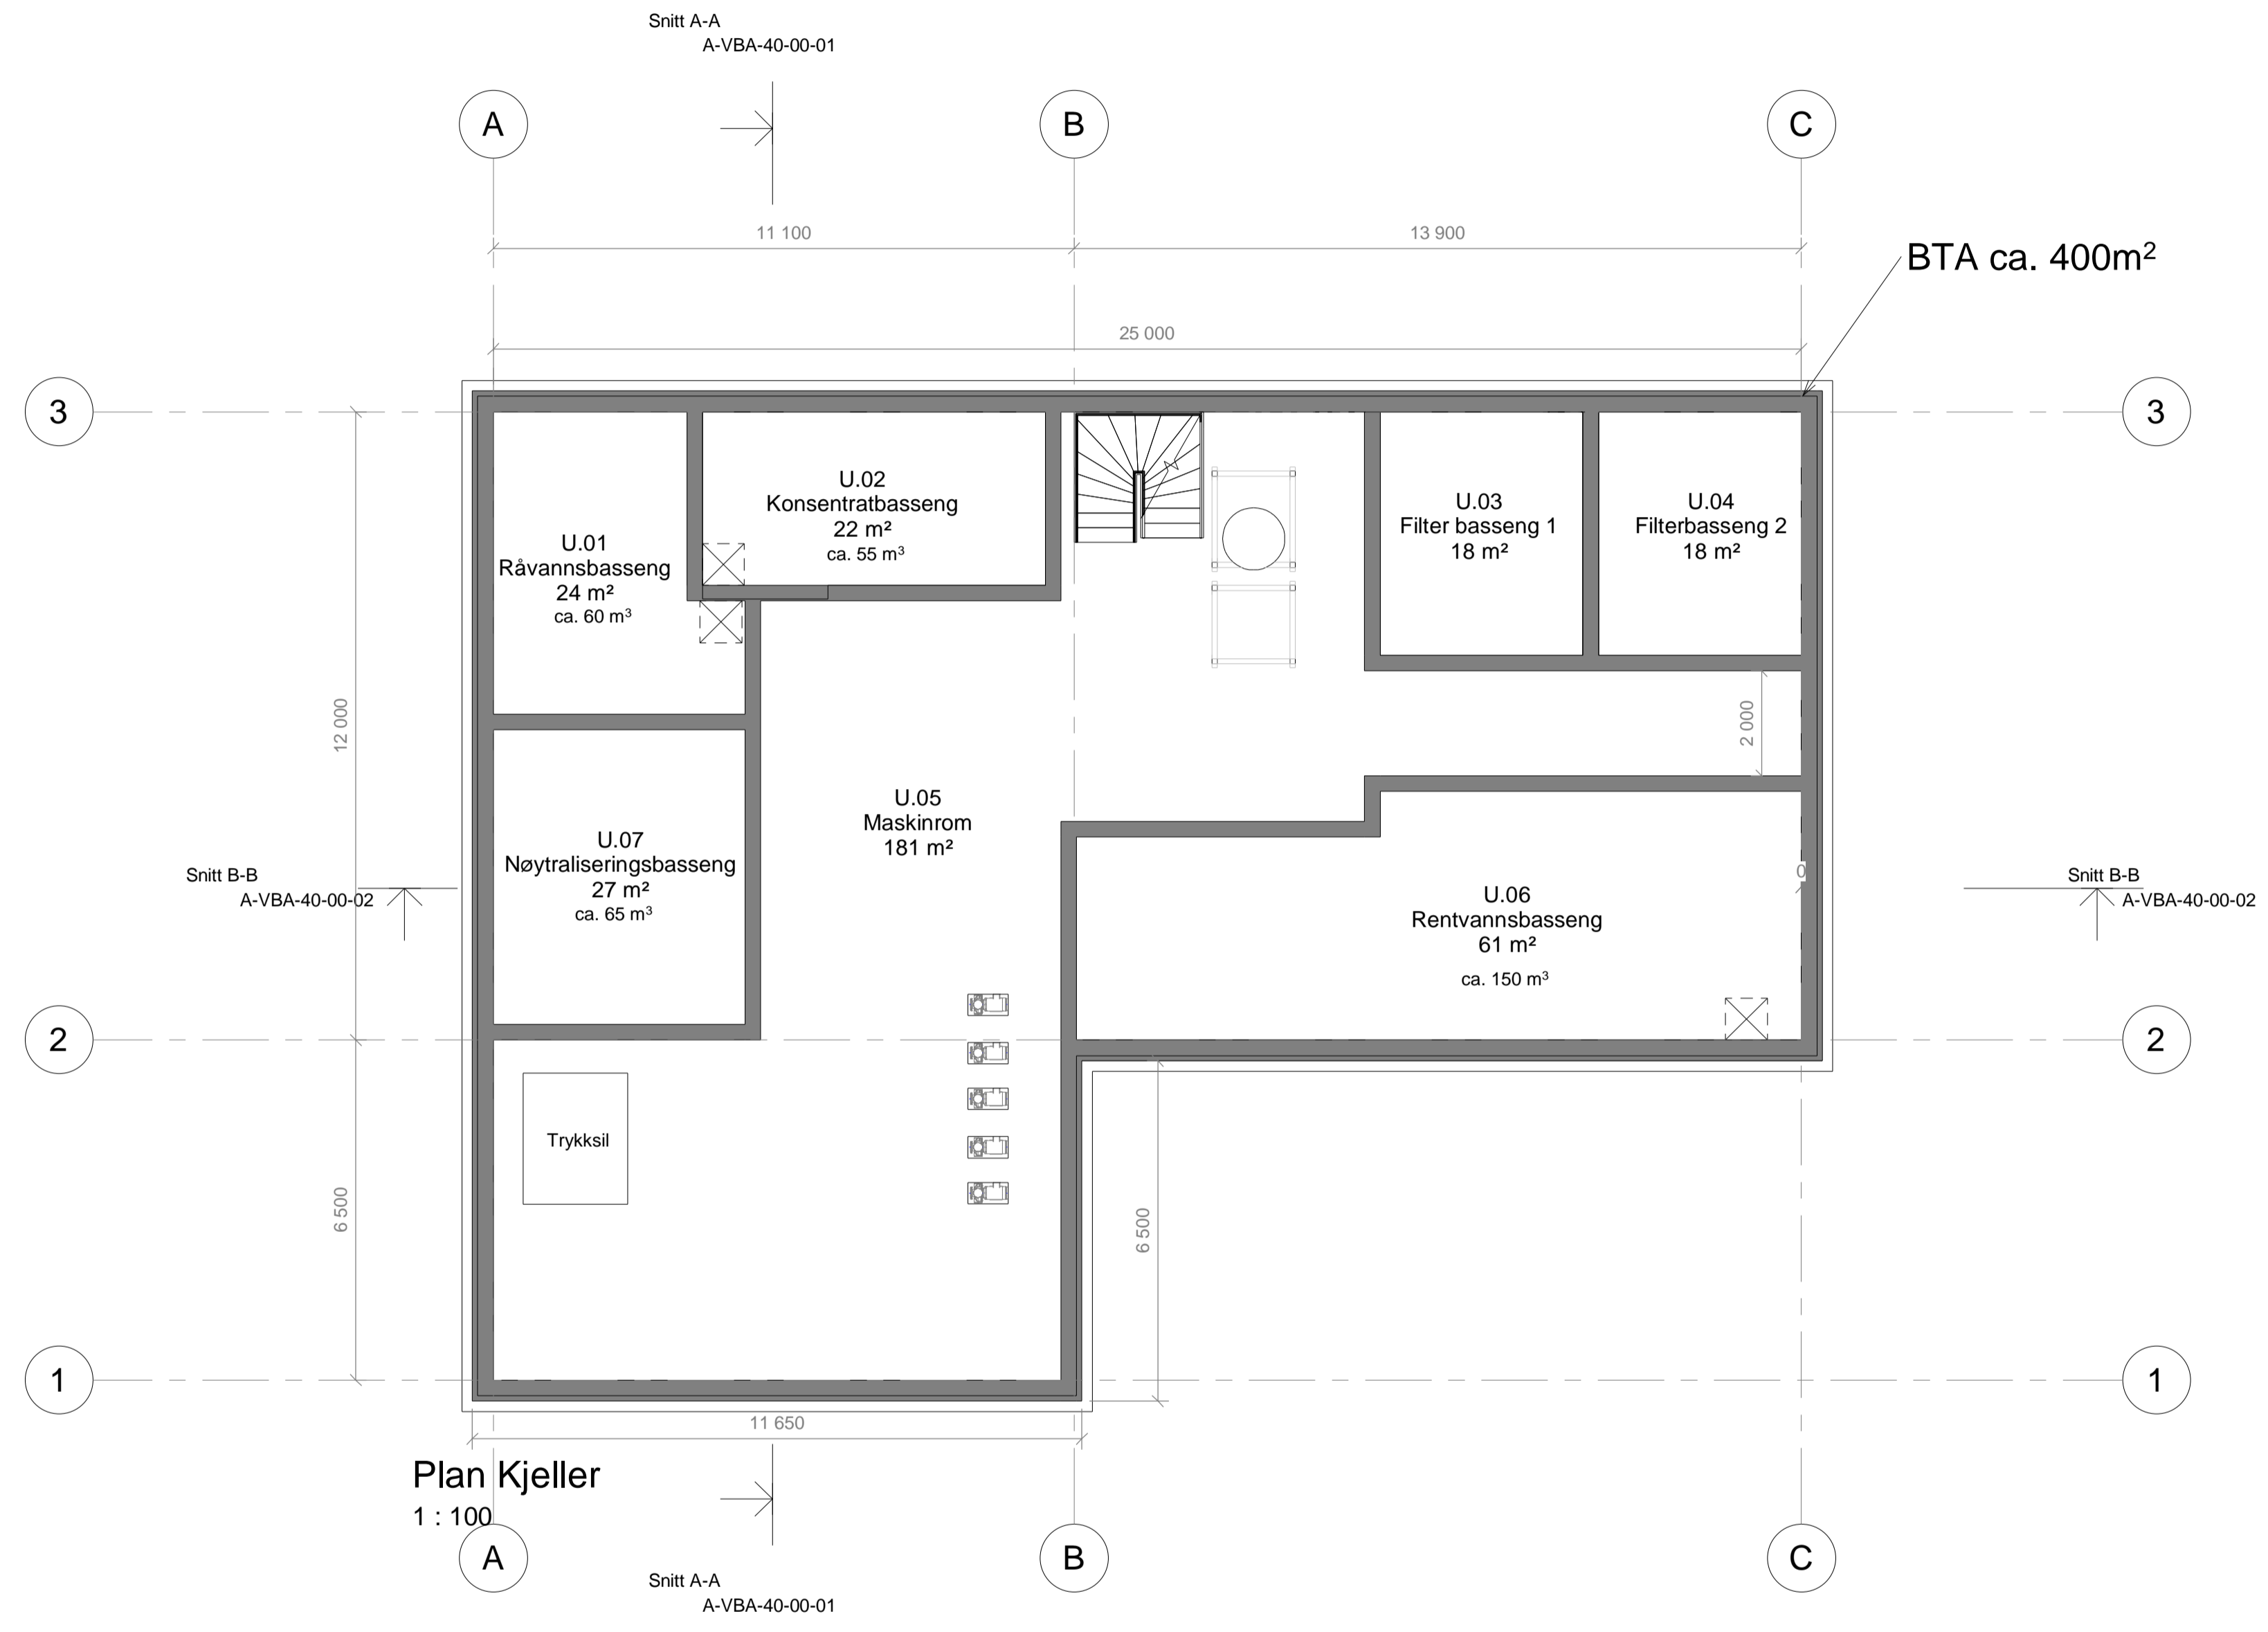 Snitt A-A
A-VBA-40-00-01
A
B
C
11 100
13 900
BTA ca. 400m²
25 000
3
3
U.02
Konsentratbasseng
22 m²
ca. 55 m³
U.03
Filter basseng 1
18 m²
U.04
Filterbasseng 2
18 m²
U.01
Råvannsbasseng
24 m²
ca. 60 m³
12 000
2 000
U.05
Maskinrom
181 m²
U.07
Nøytraliseringsbasseng
27 m²
ca. 65 m³
Snitt B-B
A-VBA-40-00-02
0
Snitt B-B
A-VBA-40-00-02
U.06
Rentvannsbasseng
61 m²
ca. 150 m³
2
2
Trykksil
6 500
6 500
1
1
11 650
Plan Kjeller
1 : 100
A
B
C
Snitt A-A
A-VBA-40-00-01